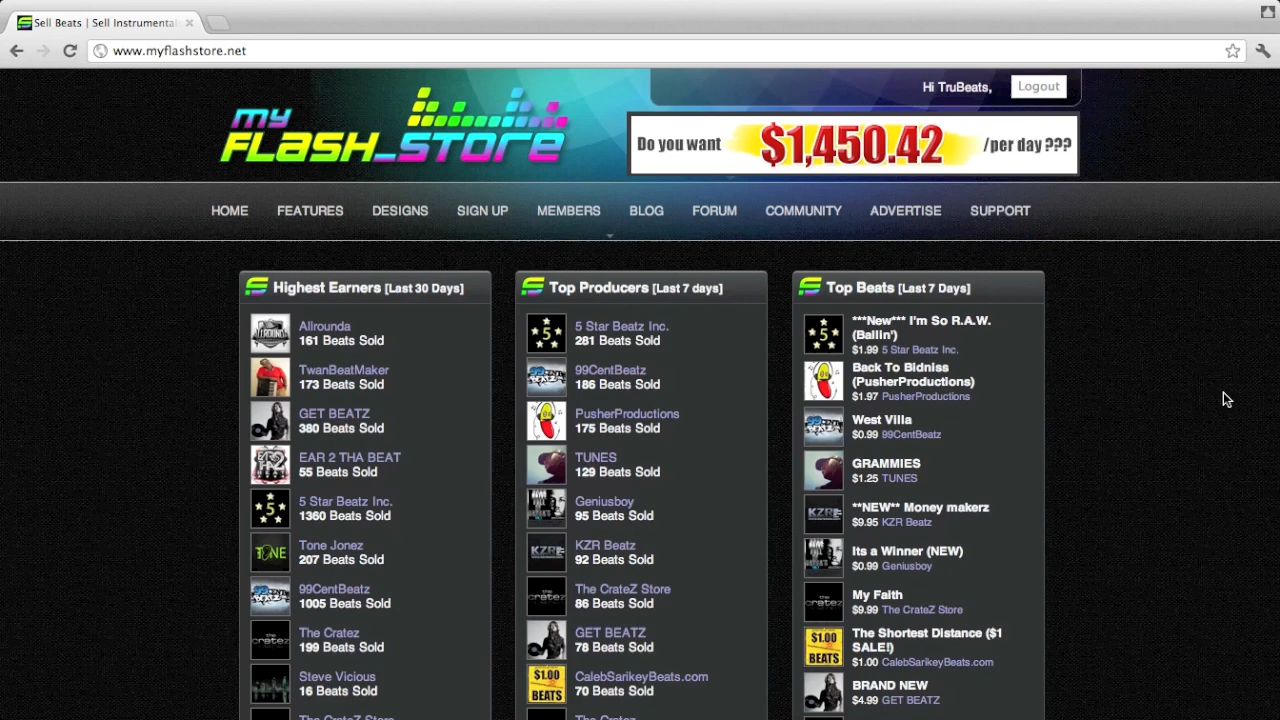 Sell Beats | Sell Instrumenta
www.myflashstore.net
Hi TruBeats,
Logout
my
FLASH_STORE
Do you want $1,450.42 /per day ???
HOME FEATURES DESIGNS SIGN UP MEMBERS BLOG FORUM COMMUNITY ADVERTISE SUPPORT
Highest Earners [Last 30 Days]
Allrounda
161 Beats Sold
TwanBeatMaker
173 Beats Sold
GET BEATZ
380 Beats Sold
EAR 2 THA BEAT
55 Beats Sold
5 Star Beatz Inc.
1360 Beats Sold
Tone Jonez
207 Beats Sold
99CentBeatz
1005 Beats Sold
The Cratez
199 Beats Sold
Steve Vicious
16 Beats Sold
The CrateZ Store
Top Producers [Last 7 days]
5 Star Beatz Inc.
281 Beats Sold
99CentBeatz
186 Beats Sold
PusherProductions
175 Beats Sold
TUNES
129 Beats Sold
Geniusboy
95 Beats Sold
KZR Beatz
92 Beats Sold
The CrateZ Store
86 Beats Sold
GET BEATZ
78 Beats Sold
CalebSarikeyBeats.com
70 Beats Sold
The Cratez
Top Beats [Last 7 Days]
***New*** I'm So R.A.W.
(Ballin')
$1.99 5 Star Beatz Inc.
Back To Bidniss
(PusherProductions)
$1.97 PusherProductions
West Villa
$0.99 99CentBeatz
GRAMMIES
$1.25 TUNES
**NEW** Money makerz
$9.95 KZR Beatz
Its a Winner (NEW)
$0.99 Geniusboy
My Faith
$9.99 The CrateZ Store
The Shortest Distance ($1
SALE!)
$1.00 CalebSarikeyBeats.com
BRAND NEW
$4.99 GET BEATZ